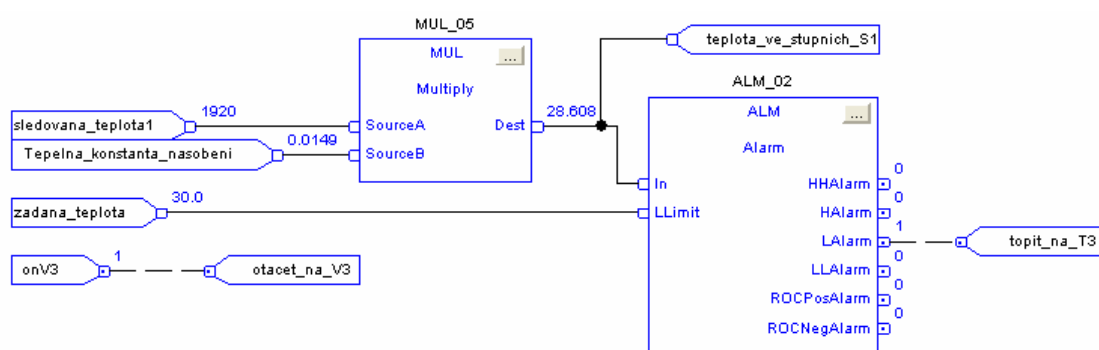 MUL_05
MUL
...
Multiply
teplota_ve_stupnich_S1
ALM_02
ALM
...
Alarm
sledovana_teplota1
1920
SourceA
Dest
28.608
Tepelna_konstanta_nasobeni
0.0149
SourceB
In
HHAlarm
0
zadana_teplota
30.0
LLimit
HAlarm
0
LAlarm
1
topit_na_T3
onV3
1
otacet_na_V3
LLAlarm
0
ROCPosAlarm
0
ROCNegAlarm
0